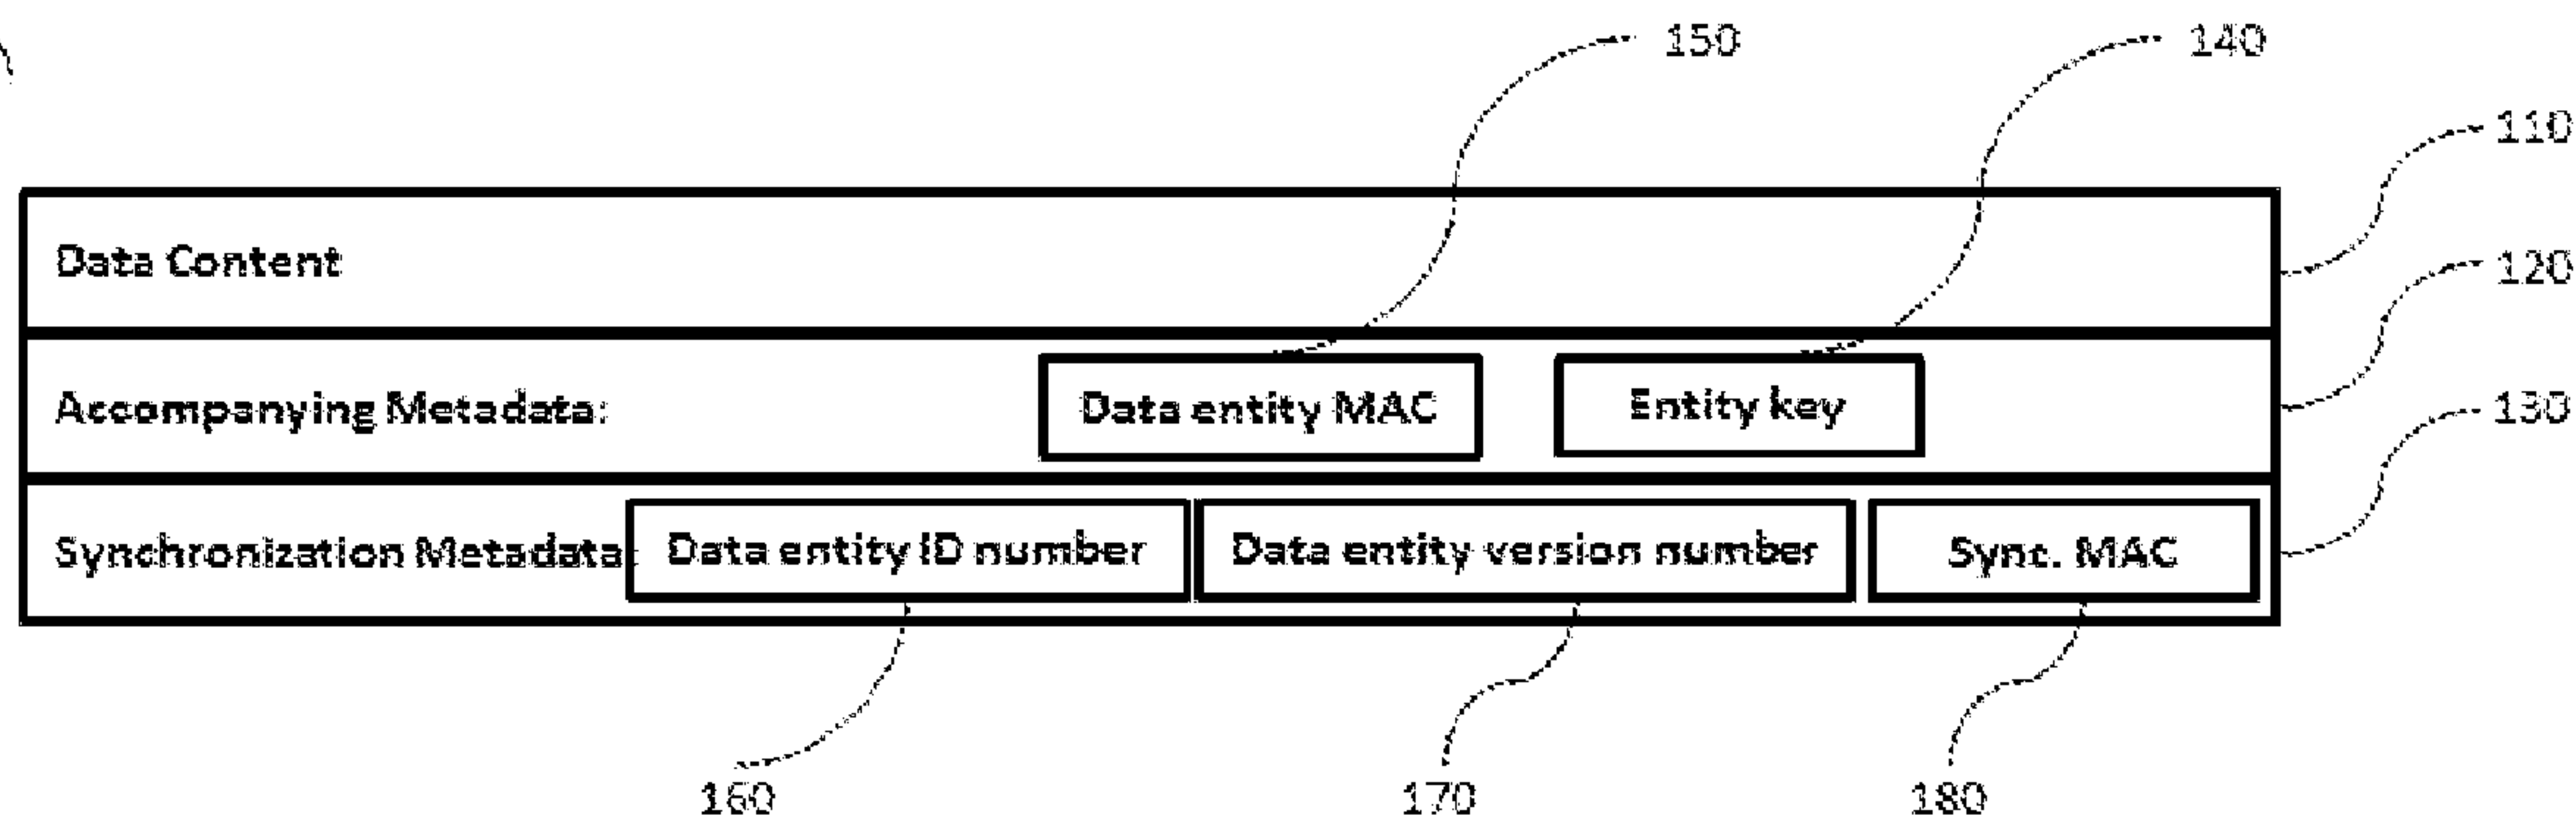 150 140
110
Data Content
120
Accompanying Metadata: Data entity MAC Entity key
130
Synchronization Metadata: Data entity ID number Data entity version number Sync. MAC
160 170 180